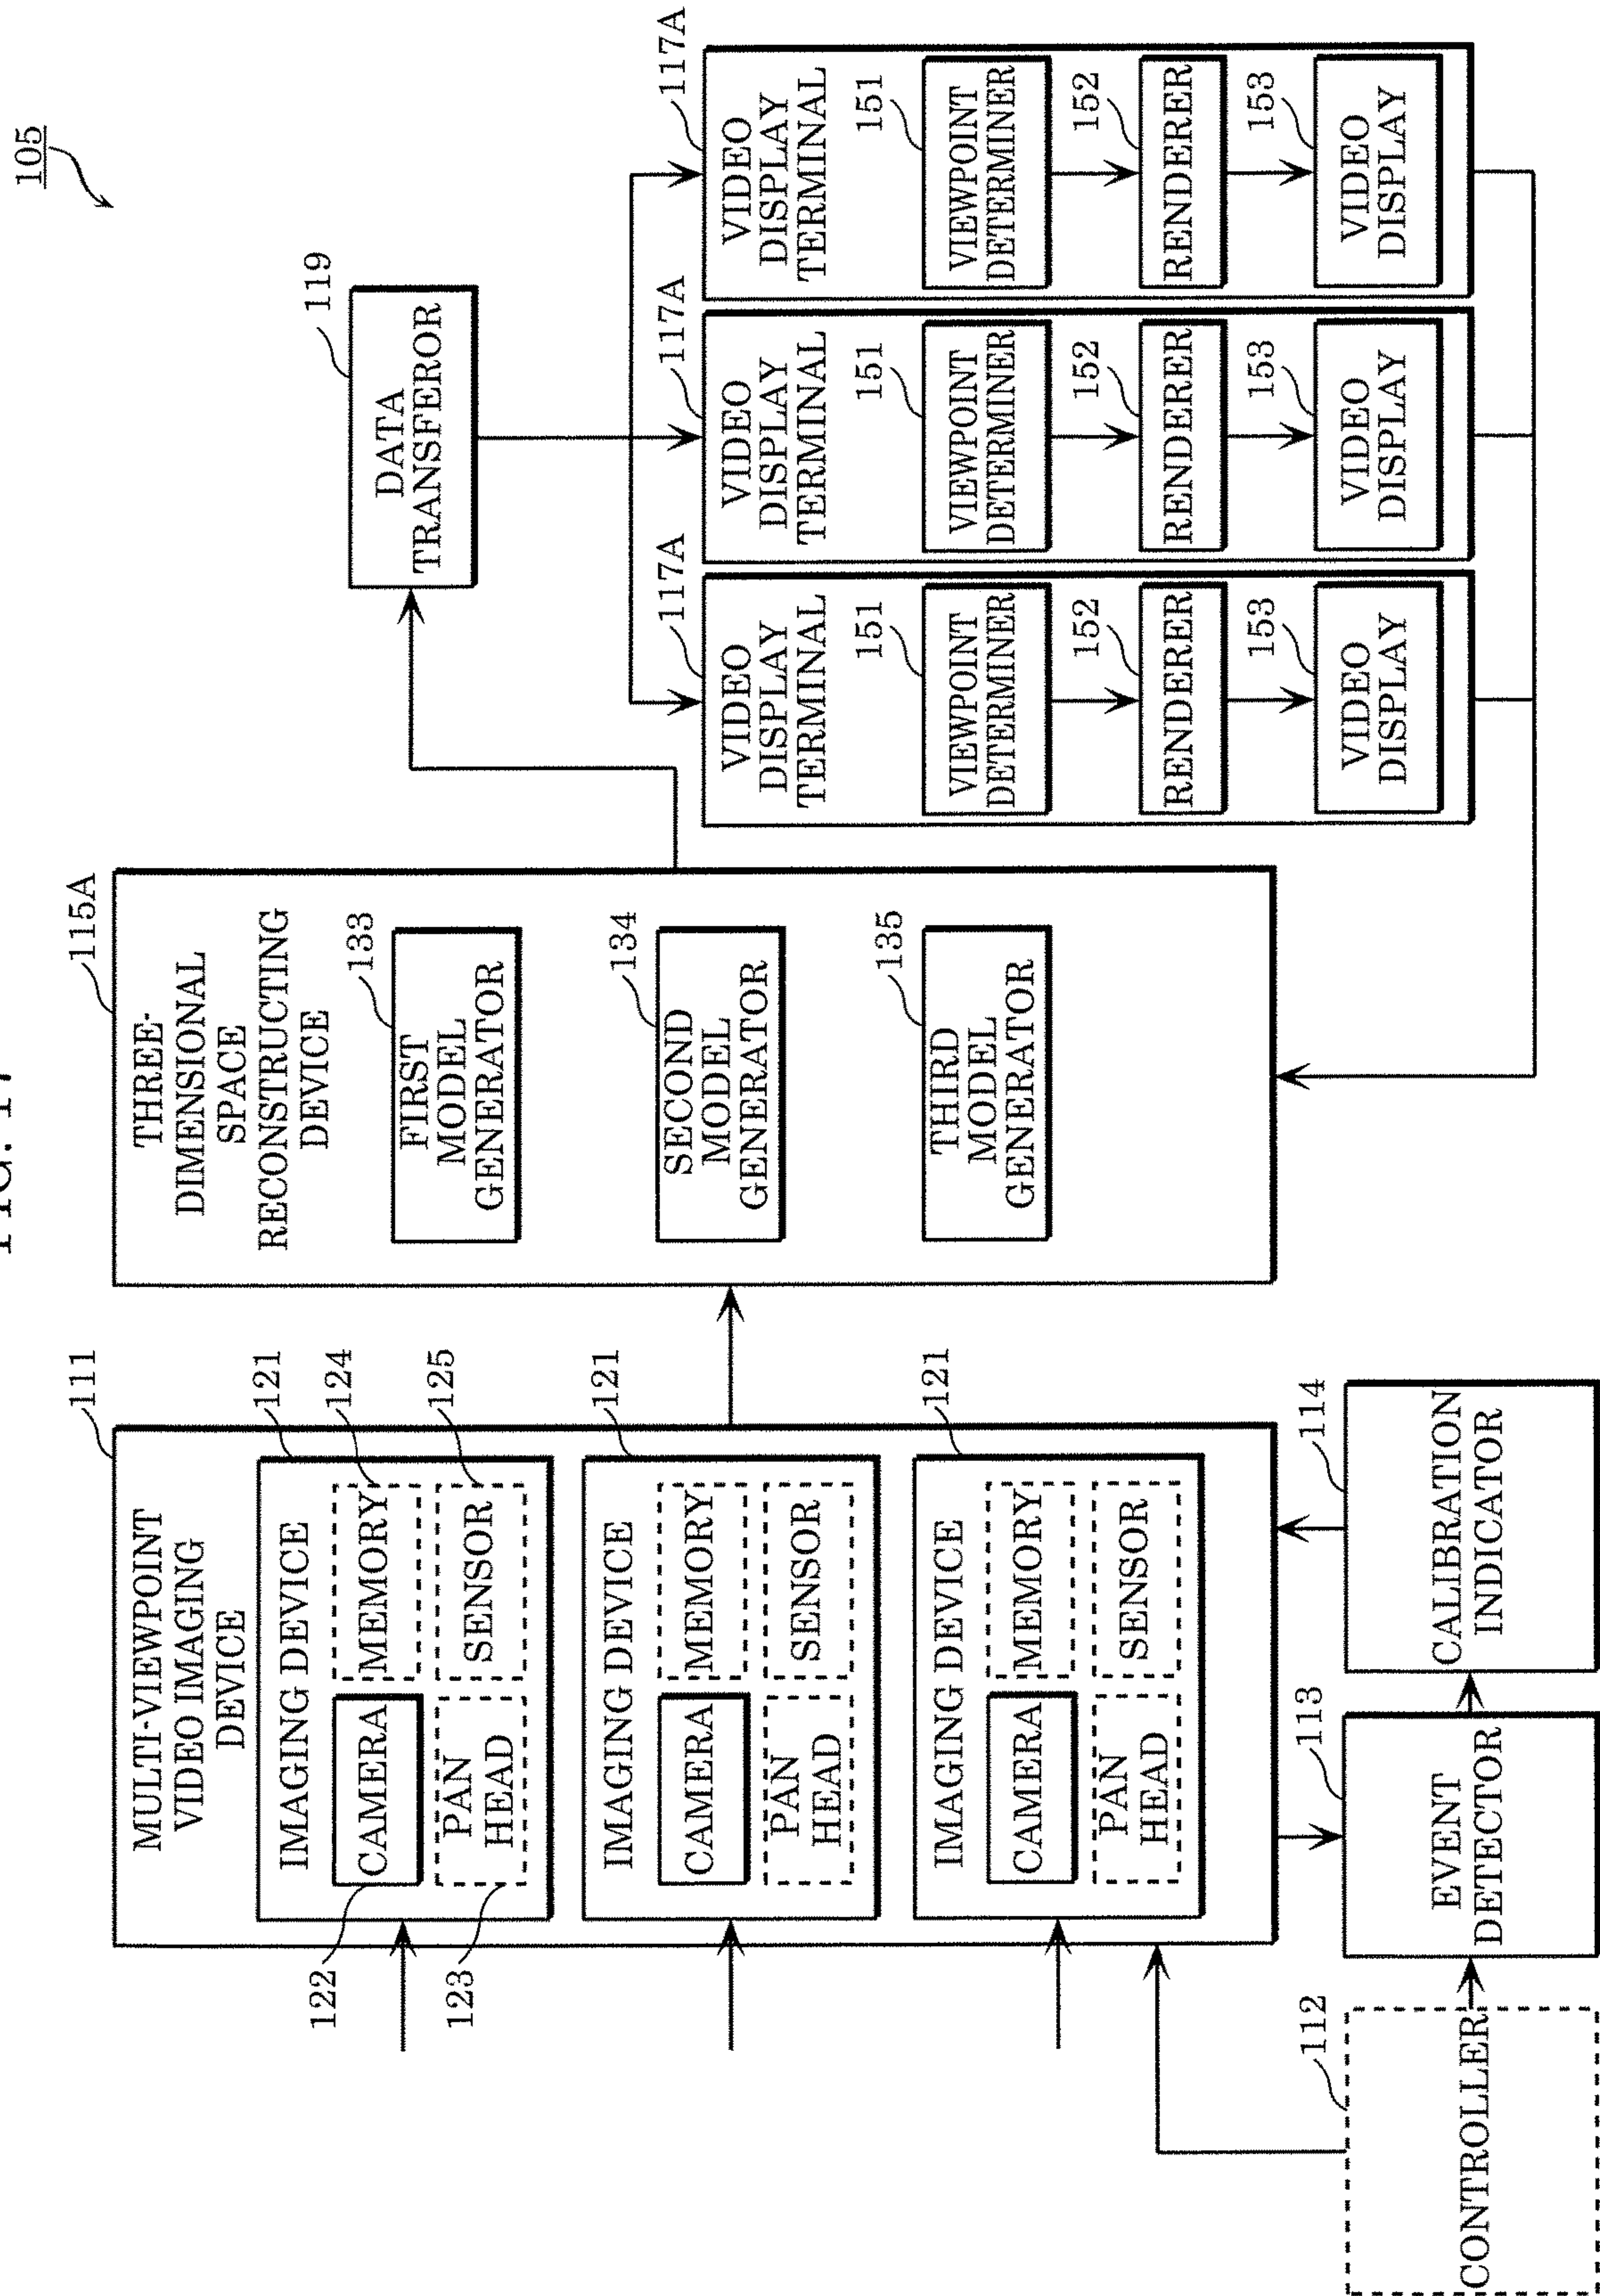 FIG. 17
105
111
MULTI-VIEWPOINT
VIDEO IMAGING
DEVICE
121
IMAGING DEVICE
122
CAMERA
124
MEMORY
123
PAN
HEAD
125
SENSOR
121
IMAGING DEVICE
CAMERA
MEMORY
PAN
HEAD
SENSOR
121
IMAGING DEVICE
CAMERA
MEMORY
PAN
HEAD
SENSOR
112
CONTROLLER
113
EVENT
DETECTOR
114
CALIBRATION
INDICATOR
115A
THREE-
DIMENSIONAL
SPACE
RECONSTRUCTING
DEVICE
133
FIRST
MODEL
GENERATOR
134
SECOND
MODEL
GENERATOR
135
THIRD
MODEL
GENERATOR
119
DATA
TRANSFEROR
117A
VIDEO
DISPLAY
TERMINAL
151
VIEWPOINT
DETERMINER
152
RENDERER
153
VIDEO
DISPLAY
117A
VIDEO
DISPLAY
TERMINAL
151
VIEWPOINT
DETERMINER
152
RENDERER
153
VIDEO
DISPLAY
117A
VIDEO
DISPLAY
TERMINAL
151
VIEWPOINT
DETERMINER
152
RENDERER
153
VIDEO
DISPLAY